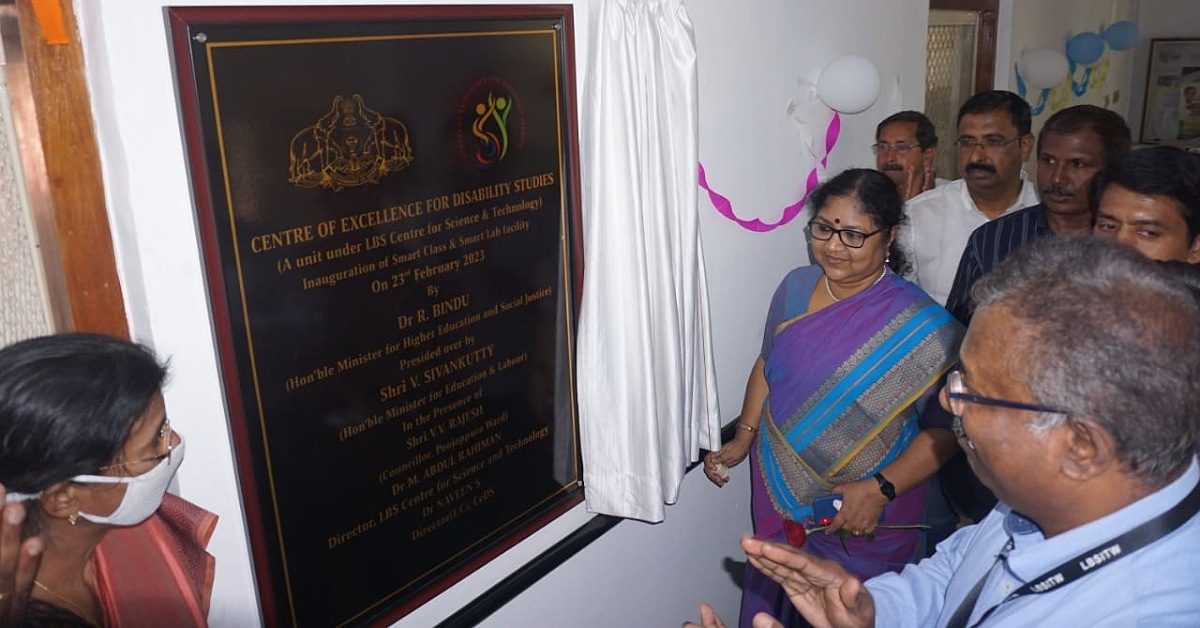 CENTRE OF EXCELLENCE FOR DISABILITY STUDIES
(A unit under LBS Centre for Science & Technology)
Inauguration of Smart Class & Smart Lab facility
On 23rd February 2023
By
Dr R. BINDU
(Hon'ble Minister for Higher Education and Social Justice)
Presided over by
Shri V. SIVANKUTTY
(Hon'ble Minister for Education & Labour)
In the Presence of
Shri V.V. RAJESH
(Councillor, Poojappura Ward)
Dr M. ABDUL RAHIMAN
Director, LBS Centre for Science and Technology
Dr NAVEEN S.
Director(I/C), CeDS
LBSITW